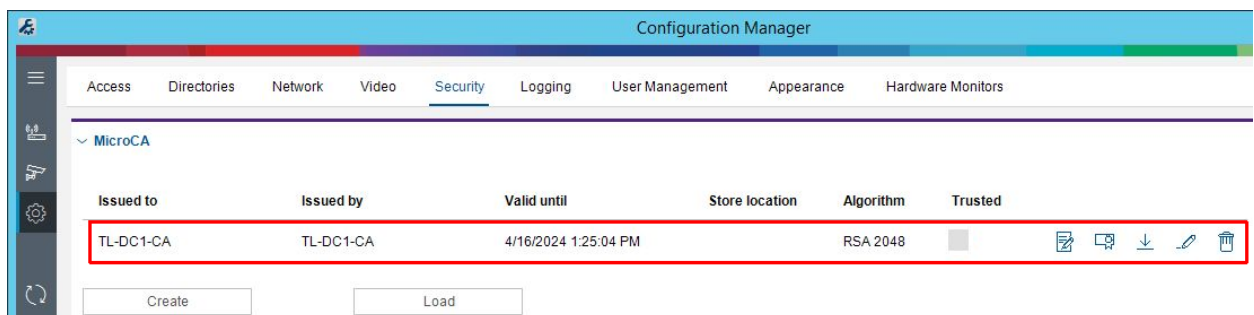 Configuration Manager
Access Directories Network Video Security Logging User Management Appearance Hardware Monitors
MicroCA
Issued to Issued by Valid until Store location Algorithm Trusted
TL-DC1-CA TL-DC1-CA 4/16/2024 1:25:04 PM RSA 2048
Create Load